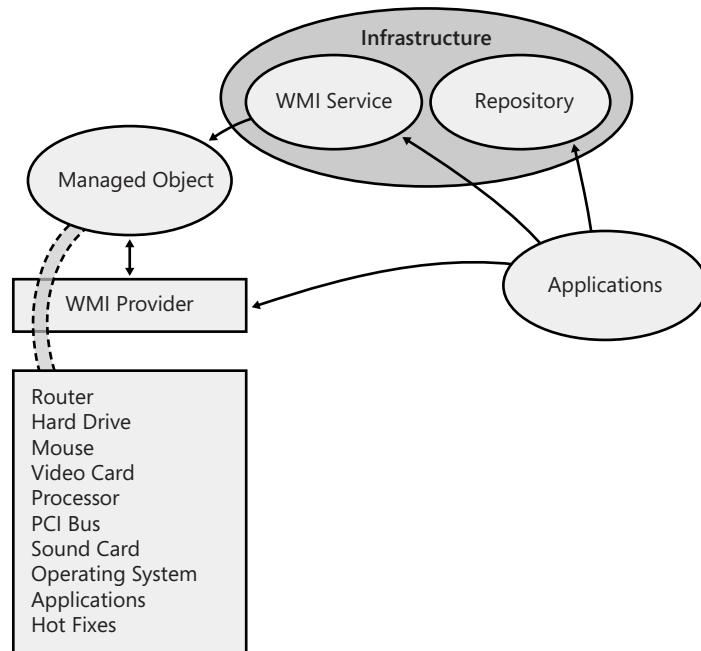 Infrastructure
WMI Service
Repository
Managed Object
WMI Provider
Applications
Router
Hard Drive
Mouse
Video Card
Processor
PCI Bus
Sound Card
Operating System
Applications
Hot Fixes